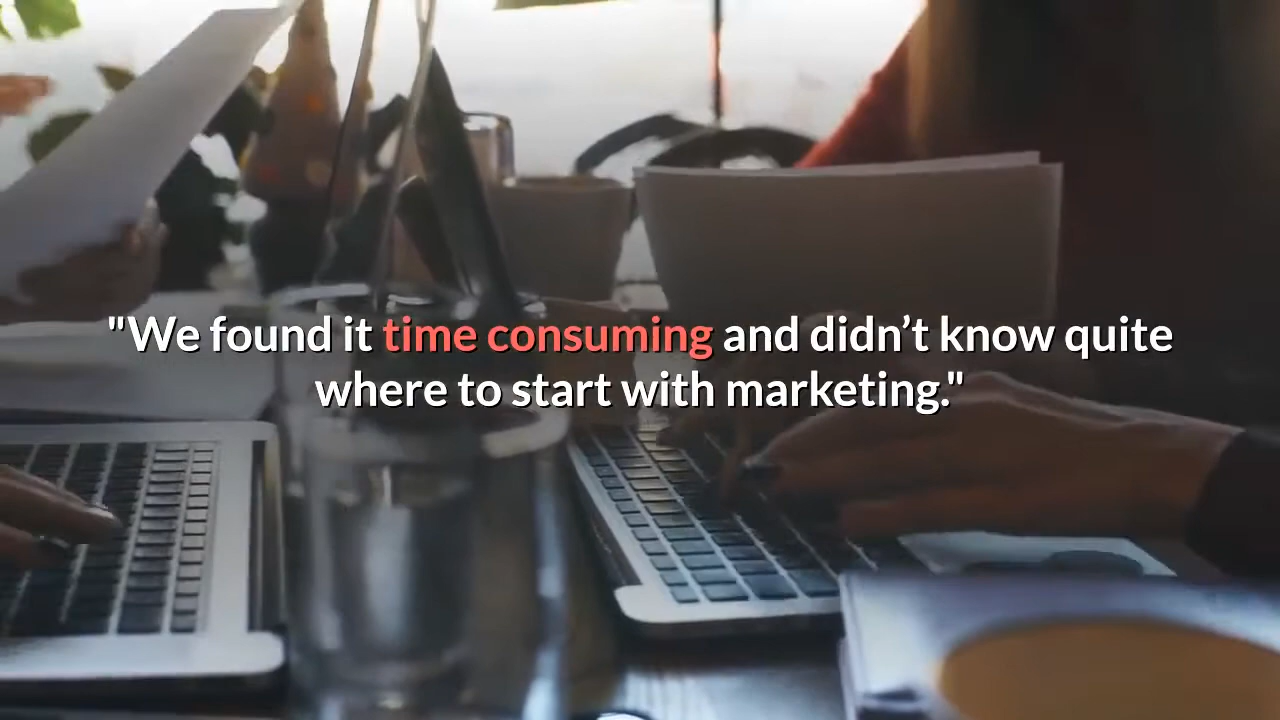 "We found it time consuming and didn’t know quite
where to start with marketing."